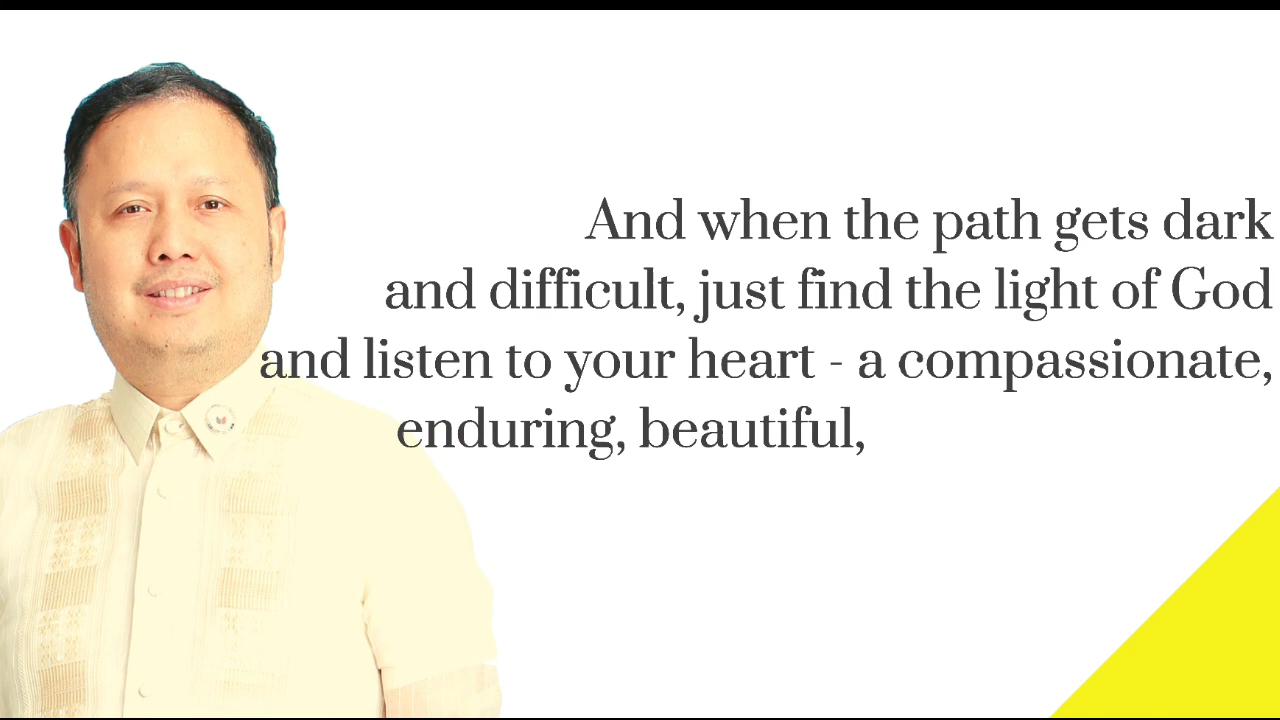 And when the path gets dark
and difficult, just find the light of God
and listen to your heart - a compassionate,
enduring, beautiful,